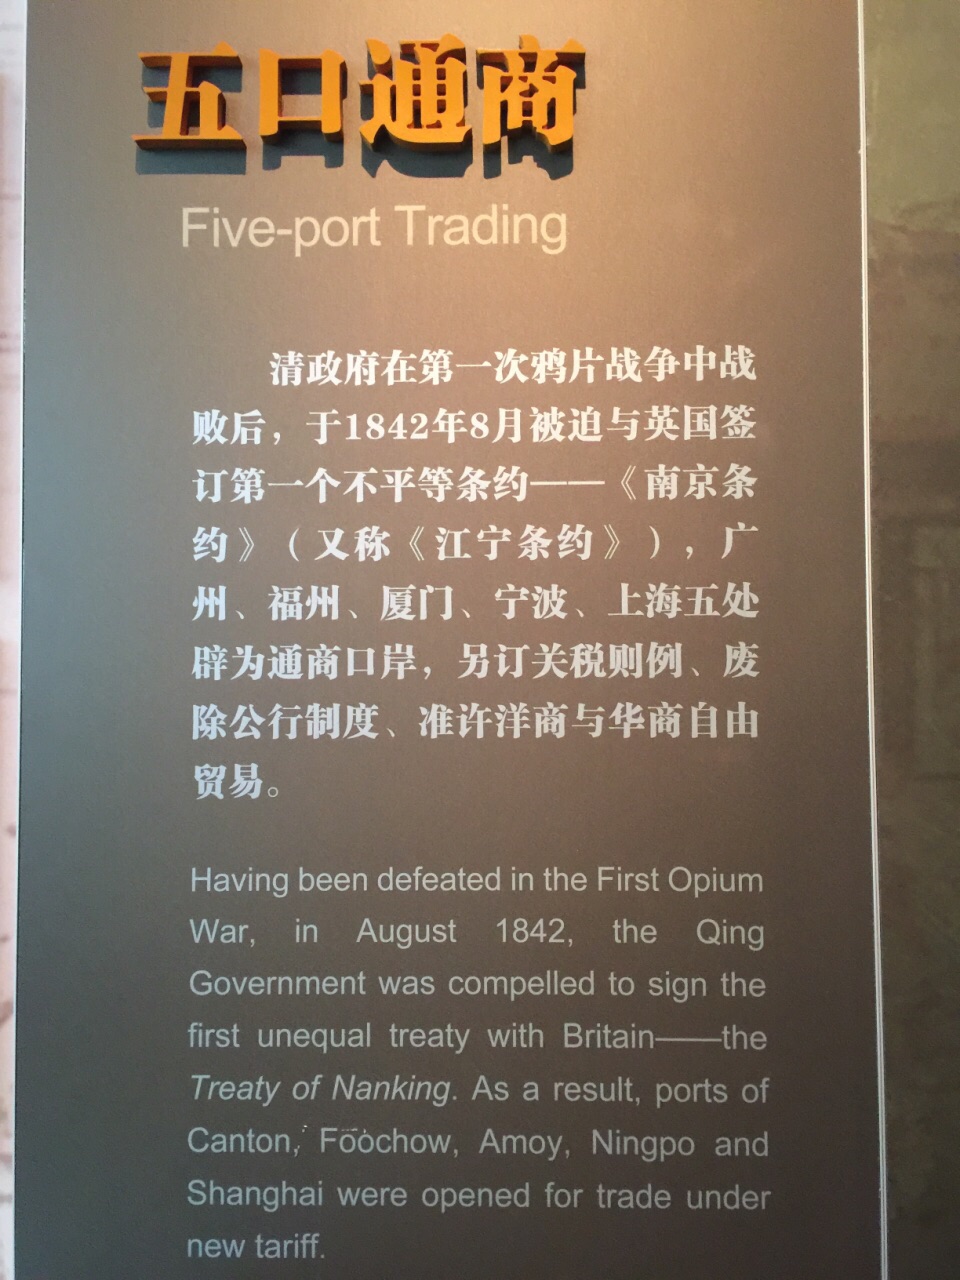 五口通商
Five-port Trading
清政府在第一次鸦片战争中战
败后，于1842年8月被迫与英国签
订第一个不平等条约——《南京条
约》（又称《江宁条约》），广
州、福州、厦门、宁波、上海五处
辟为通商口岸，另订关税则例、废
除公行制度、准许洋商与华商自由
贸易。
Having been defeated in the First Opium
War, in August 1842, the Qing
Government was compelled to sign the
first unequal treaty with Britain——the
Treaty of Nanking. As a result, ports of
Canton, Foochow, Amoy, Ningpo and
Shanghai were opened for trade under
new tariff.